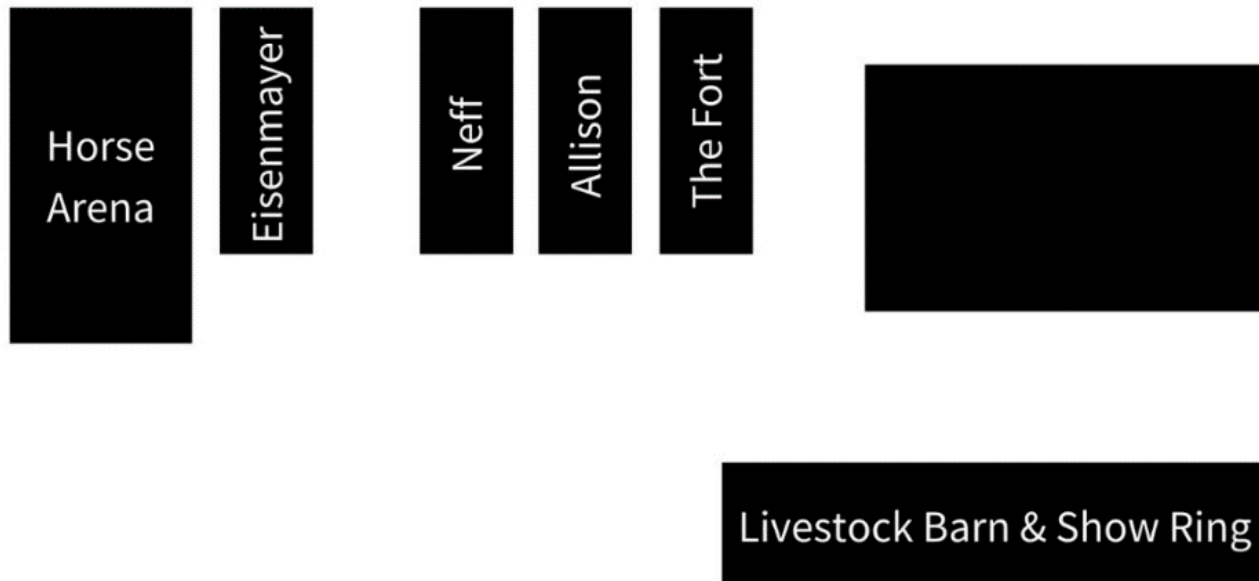 Horse
Arena
Eisenmayer
Neff
Allison
The Fort
Livestock Barn & Show Ring